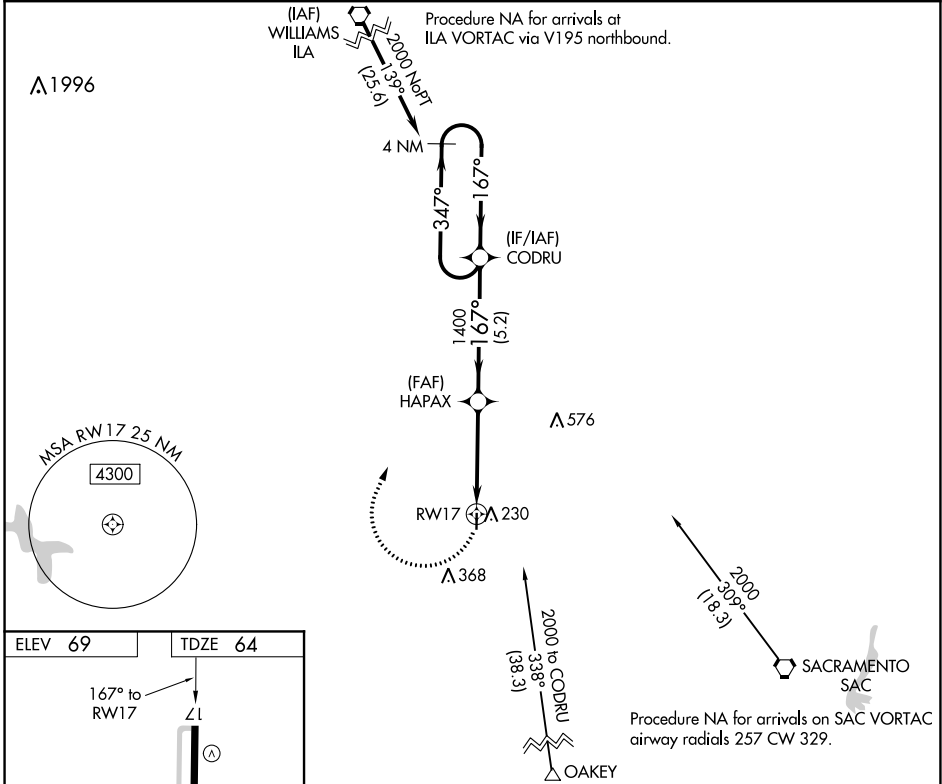 (IAF)
WILLIAMS
ILA
Procedure NA for arrivals at
ILA VORTAC via V195 northbound.
2000 NoPT
139°
(25.6)
1996
4 NM
347°
167°
(IF/IAF)
CODRU
1400
167°
(5.2)
(FAF)
HAPAX
576
MSA RW17 25 NM
4300
RW17
230
368
2000
309°
(18.3)
2000 to CODRU
338°
(38.3)
SACRAMENTO
SAC
Procedure NA for arrivals on SAC VORTAC
airway radials 257 CW 329.
OAKEY
ELEV 69
TDZE 64
167° to
RW17
17
V